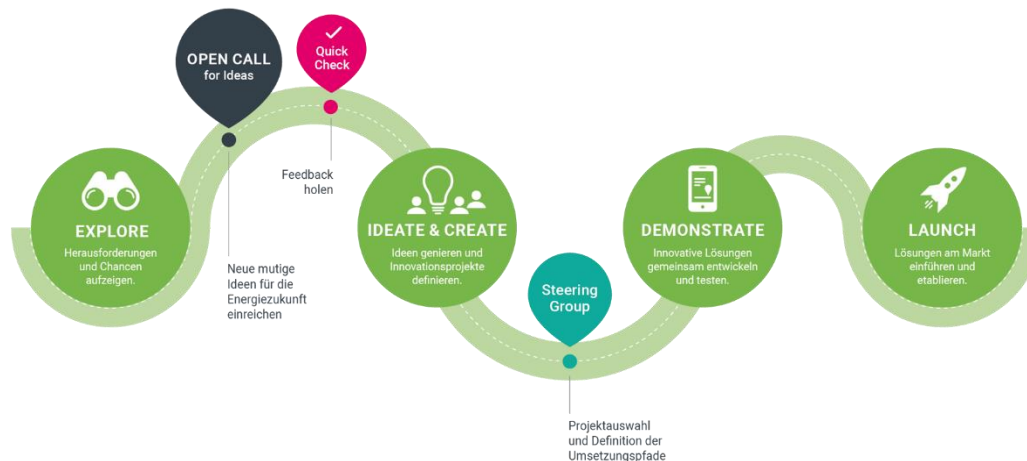 OPEN CALL
for Ideas
Quick
Check
Feedback
holen
EXPLORE
Herausforderungen
und Chancen
aufzeigen.
Neue mutige
Ideen für die
Energiezukunft
einreichen
IDEATE & CREATE
Ideen genieren und
Innovationsprojekte
definieren.
Steering
Group
Projektauswahl
und Definition der
Umsetzungspfade
DEMONSTRATE
Innovative Lösungen
gemeinsam entwickeln
und testen.
LAUNCH
Lösungen am Markt
einführen und
etablieren.